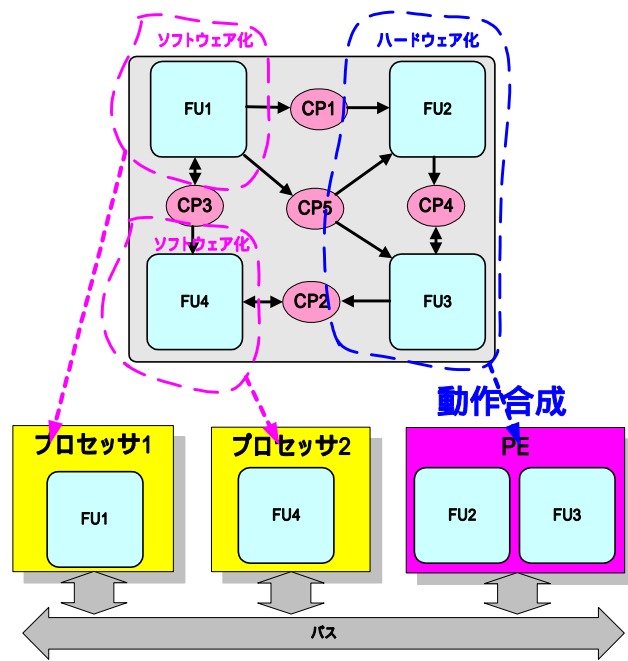 ソフトウェア化
ハードウェア化
FU1
CP1
FU2
CP3
CP5
CP4
ソフトウェア化
FU4
CP2
FU3
動作合成
プロセッサ1
プロセッサ2
PE
FU1
FU4
FU2
FU3
バス